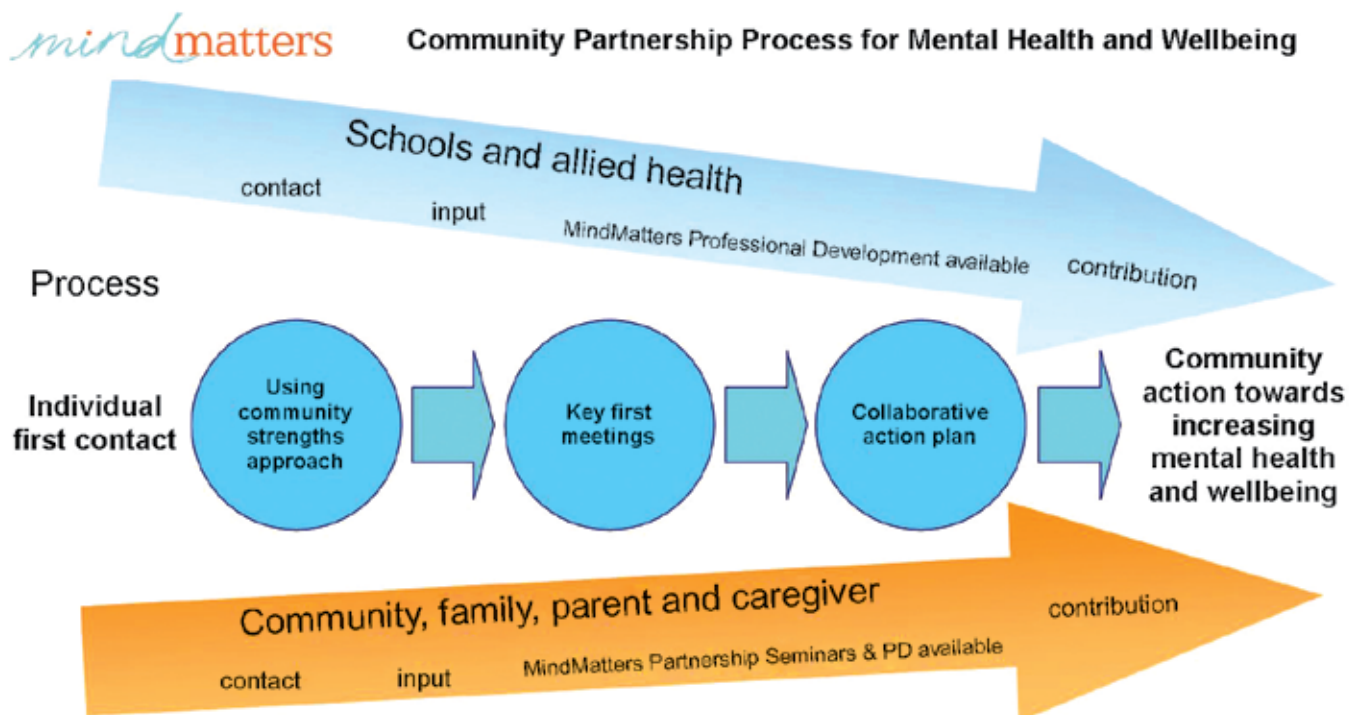 mindmatters
Community Partnership Process for Mental Health and Wellbeing
Schools and allied health
contact
input
MindMatters Professional Development available
contribution
Process
Individual
first contact
Using
community
strengths
approach
Key first
meetings
Collaborative
action plan
Community
action towards
increasing
mental health
and wellbeing
Community, family, parent and caregiver
contact
input
MindMatters Partnership Seminars & PD available
contribution